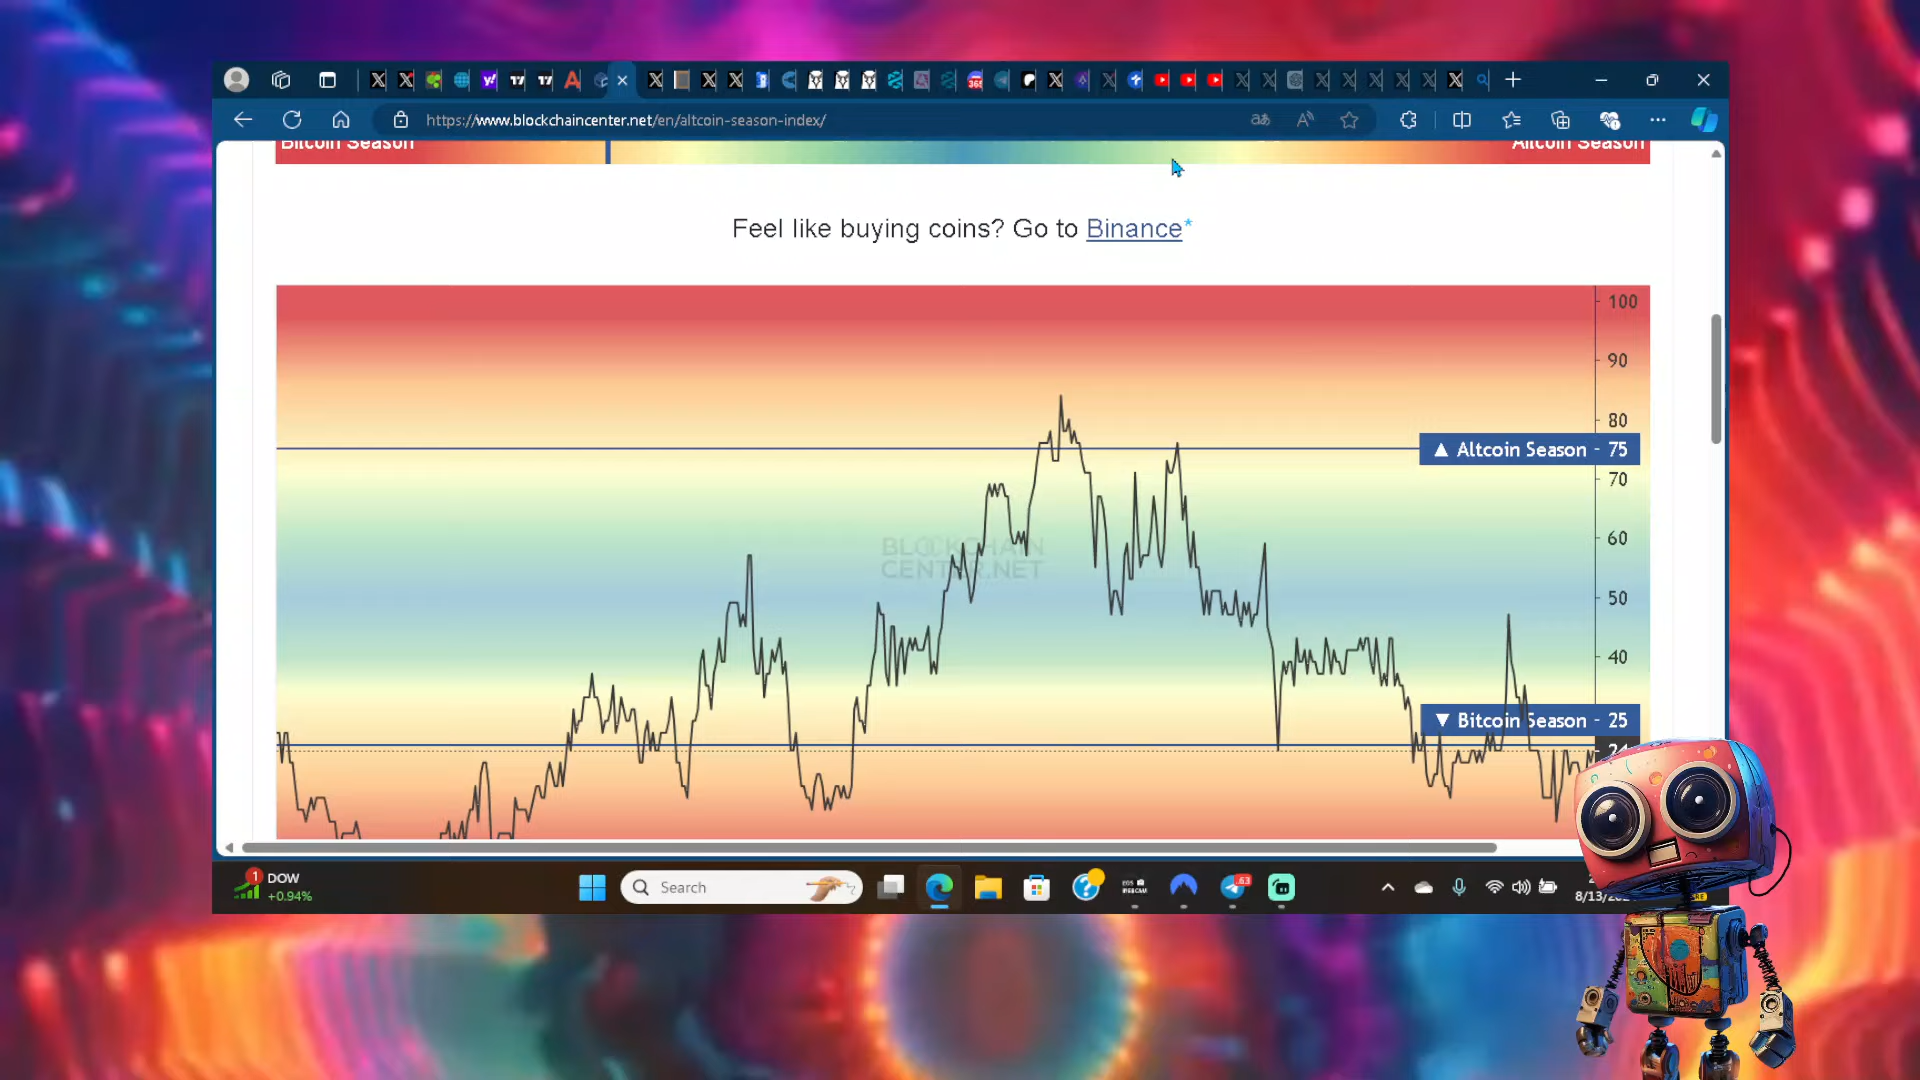 https://www.blockchaincenter.net/en/altcoin-season-index/
Bitcoin Season
Altcoin Season
Feel like buying coins? Go to Binance*
100
90
80
▲ Altcoin Season - 75
70
60
BLOCKCHAIN
CENTER.NET
50
40
▼ Bitcoin Season - 25
1
DOW
+0.94%
Search
63